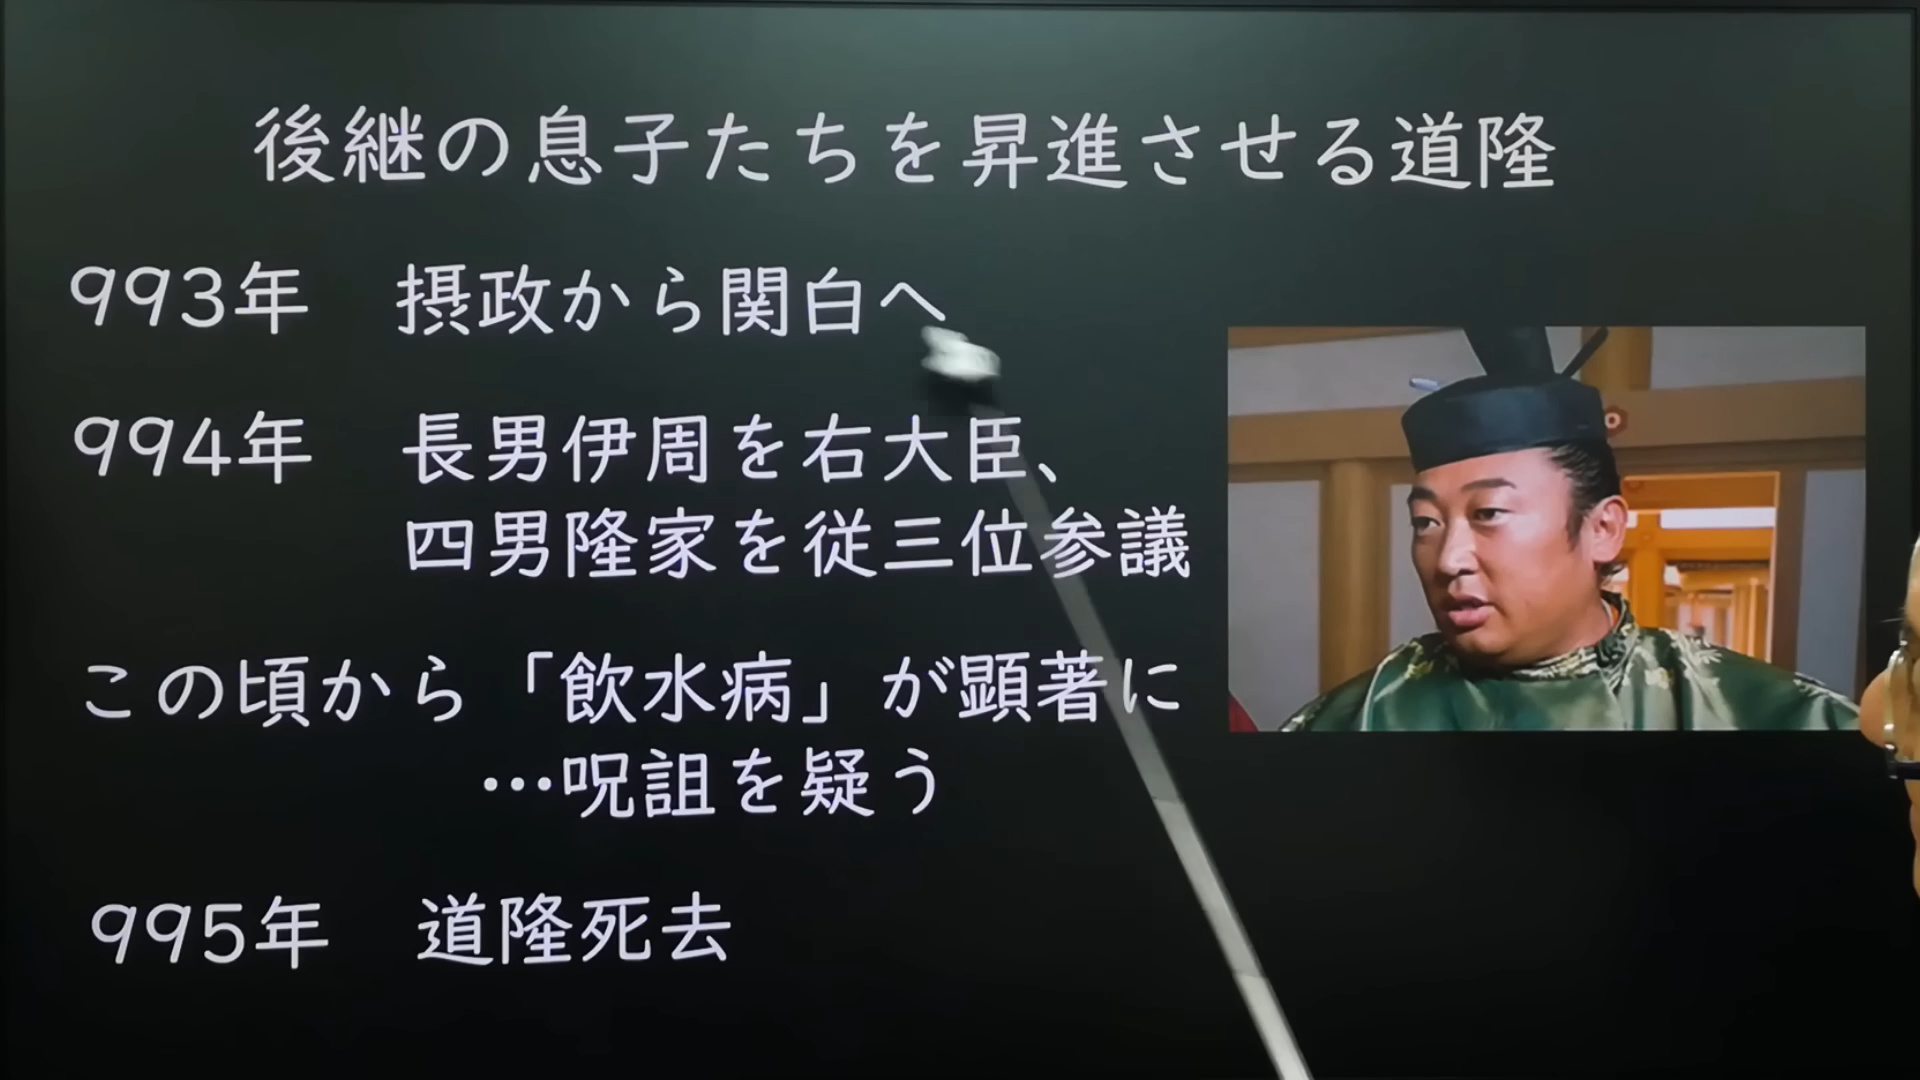 後継の息子たちを昇進させる道隆
993年 摂政から関白へ
994年 長男伊周を右大臣、
四男隆家を従三位参議
この頃から「飲水病」が顕著に
…呪詛を疑う
995年 道隆死去